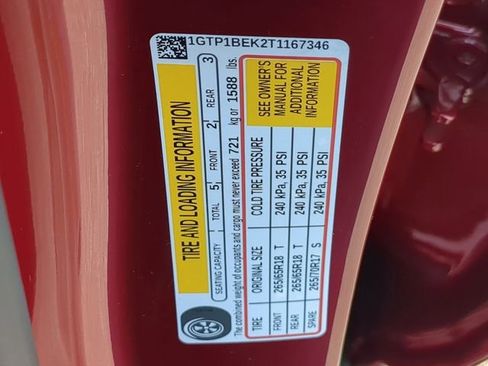 1GTP1BEK2T1167346
TIRE AND LOADING INFORMATION
SEATING CAPACITY TOTAL 5 FRONT 2 REAR 3
The combined weight of occupants and cargo must never exceed 721 kg or 1588 lbs.
TIRE ORIGINAL SIZE COLD TIRE PRESSURE
FRONT 265/65R18 T 240 kPa, 35 PSI
REAR 265/65R18 T 240 kPa, 35 PSI
SPARE 265/70R17 S 240 kPa, 35 PSI
SEE OWNER'S
MANUAL FOR
ADDITIONAL
INFORMATION